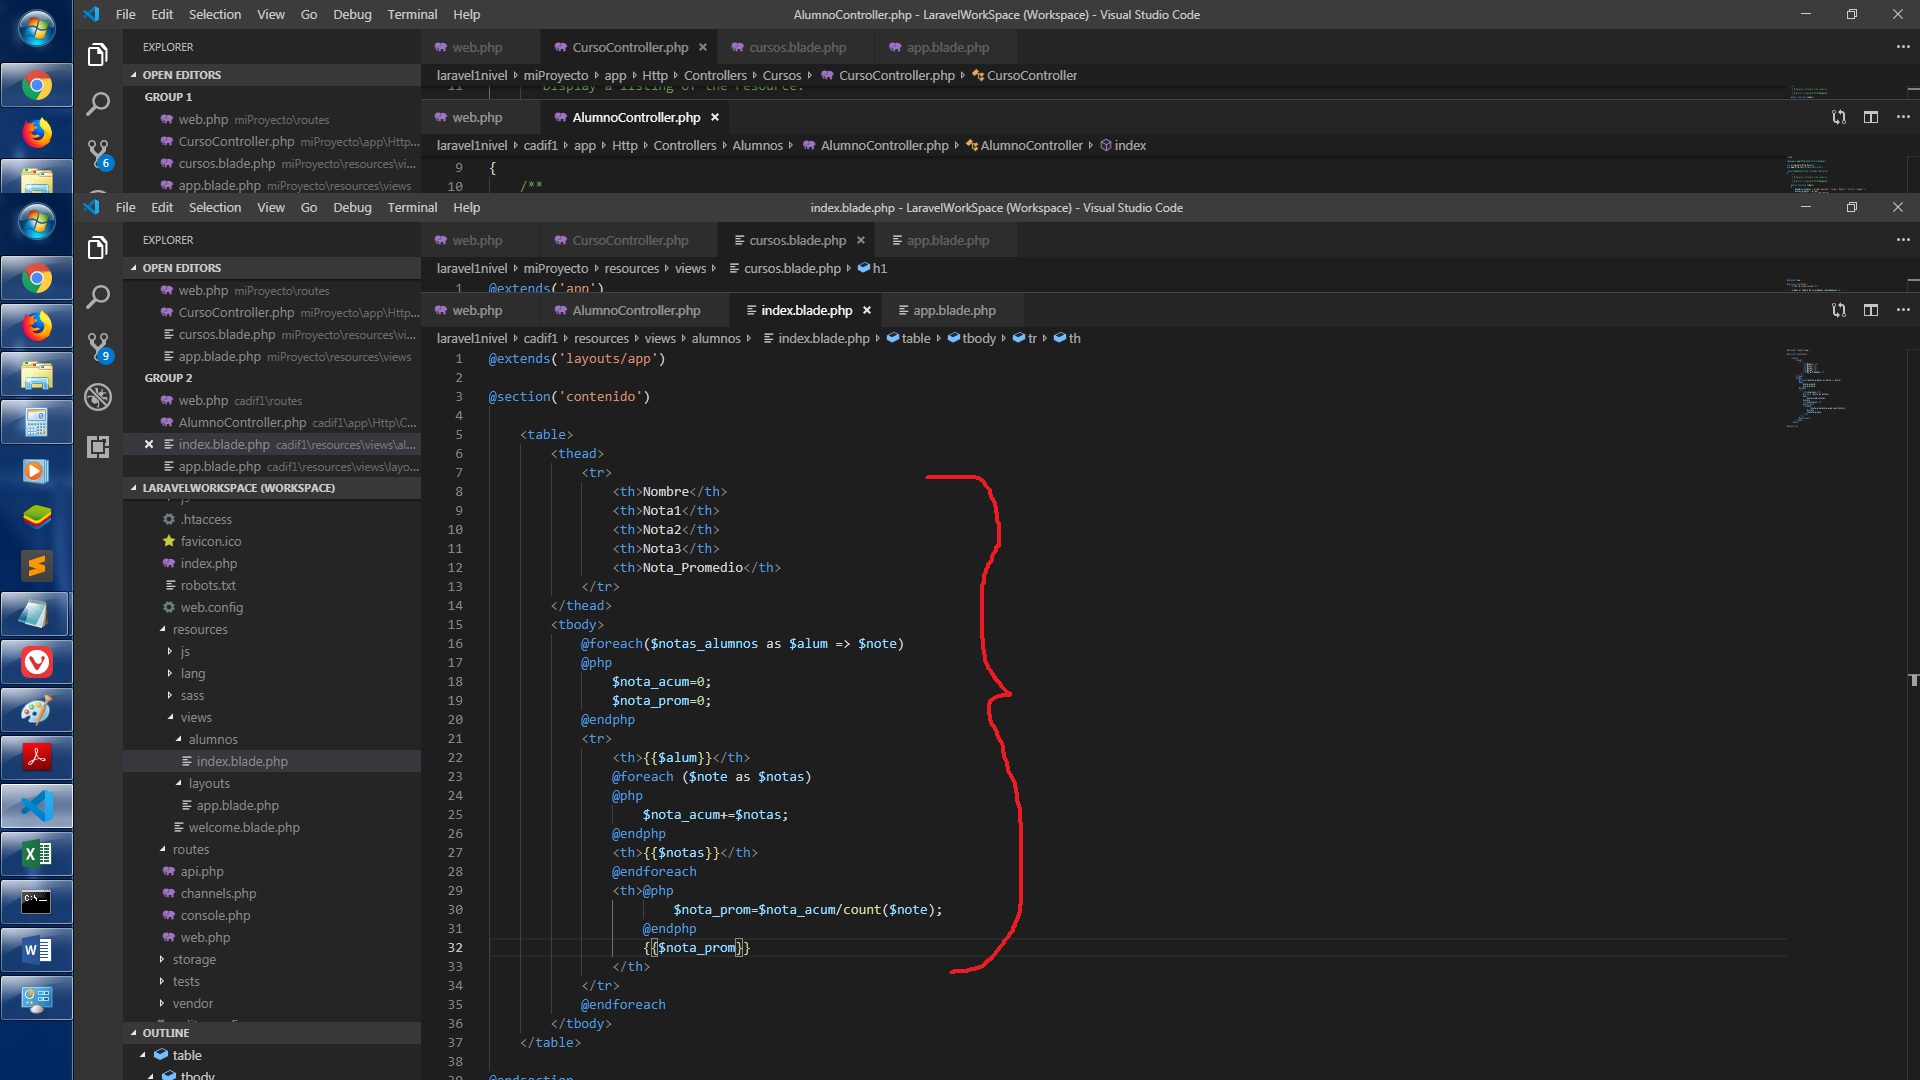 File Edit Selection View Go Debug Terminal Help
AlumnoController.php - LaravelWorkSpace (Workspace) - Visual Studio Code
EXPLORER
web.php CursoController.php × cursos.blade.php app.blade.php
OPEN EDITORS
laravel1nivel miProyecto app Http Controllers Cursos CursoController.php CursoController
11 Display a listing of the resource.
GROUP 1
web.php miProyecto\routes
CursoController.php miProyecto\app\Http...
cursos.blade.php miProyecto\resources\vi...
app.blade.php miProyecto\resources\views
6
web.php AlumnoController.php ×
laravel1nivel cadif1 app Http Controllers Alumnos AlumnoController.php AlumnoController index
9 {
10 /**
File Edit Selection View Go Debug Terminal Help
index.blade.php - LaravelWorkSpace (Workspace) - Visual Studio Code
EXPLORER
web.php CursoController.php cursos.blade.php × app.blade.php
OPEN EDITORS
laravel1nivel miProyecto resources views cursos.blade.php h1
1 @extends('app')
web.php miProyecto\routes
CursoController.php miProyecto\app\Http...
cursos.blade.php miProyecto\resources\vi...
app.blade.php miProyecto\resources\views
9
GROUP 2
web.php cadif1\routes
AlumnoController.php cadif1\app\Http\C...
index.blade.php cadif1\resources\views\al...
app.blade.php cadif1\resources\views\layo...
LARAVELWORKSPACE (WORKSPACE)
js
.htaccess
favicon.ico
index.php
robots.txt
web.config
resources
js
lang
sass
views
alumnos
index.blade.php
layouts
app.blade.php
welcome.blade.php
routes
api.php
channels.php
console.php
web.php
storage
tests
vendor
OUTLINE
table
tbody
web.php AlumnoController.php index.blade.php × app.blade.php
laravel1nivel cadif1 resources views alumnos index.blade.php table tbody tr th
1 @extends('layouts/app')
2
3 @section('contenido')
4
5 <table>
6 <thead>
7 <tr>
8 <th>Nombre</th>
9 <th>Nota1</th>
10 <th>Nota2</th>
11 <th>Nota3</th>
12 <th>Nota_Promedio</th>
13 </tr>
14 </thead>
15 <tbody>
16 @foreach($notas_alumnos as $alum => $note)
17 @php
18 $nota_acum=0;
19 $nota_prom=0;
20 @endphp
21 <tr>
22 <th>{{$alum}}</th>
23 @foreach ($note as $notas)
24 @php
25 $nota_acum+=$notas;
26 @endphp
27 <th>{{$notas}}</th>
28 @endforeach
29 <th>@php
30 $nota_prom=$nota_acum/count($note);
31 @endphp
32 {{$nota_prom}}
33 </th>
34 </tr>
35 @endforeach
36 </tbody>
37 </table>
38
39 @endsection